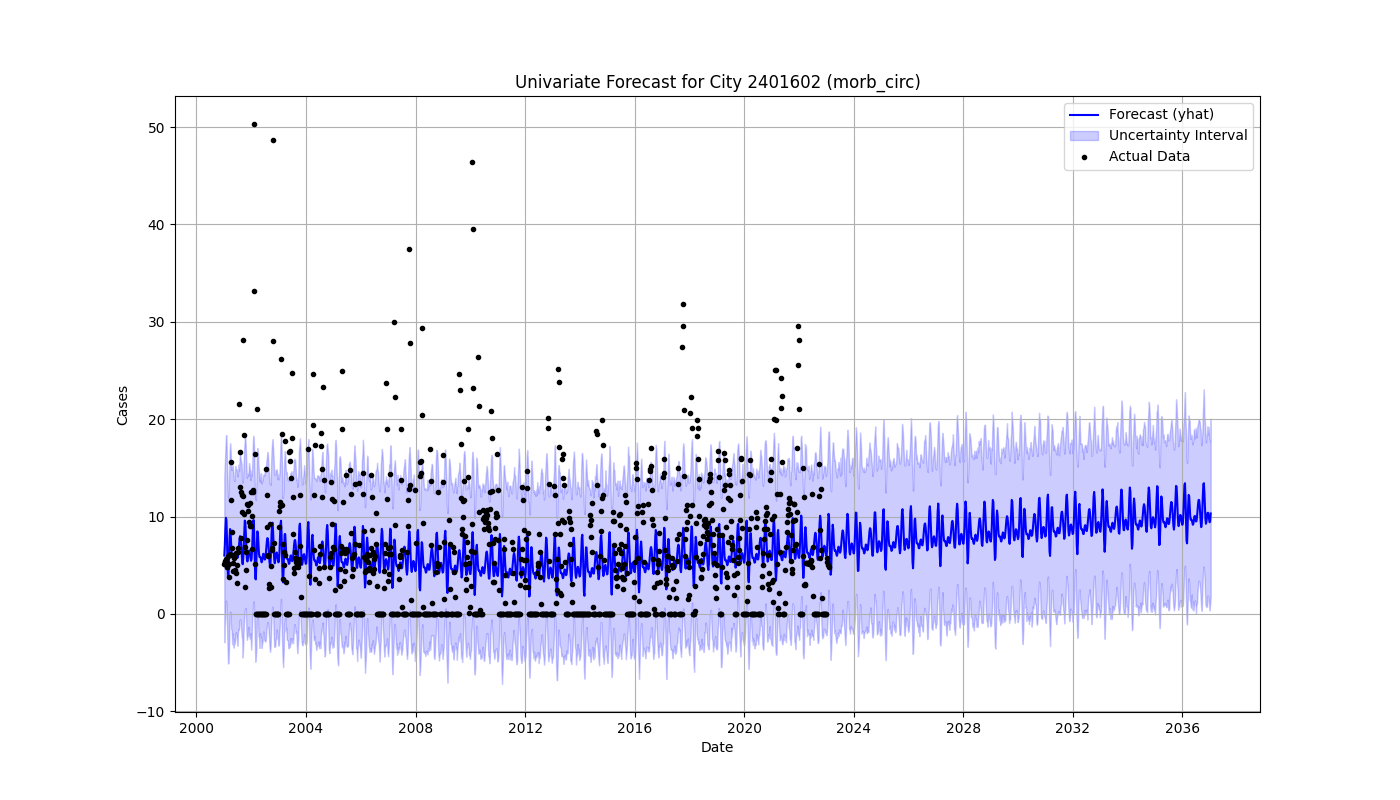 Univariate Forecast for City 2401602 (morb_circ)
Forecast (yhat)
Uncertainty Interval
Actual Data
50
40
30
20
10
0
−10
Cases
2000 2004 2008 2012 2016 2020 2024 2028 2032 2036
Date